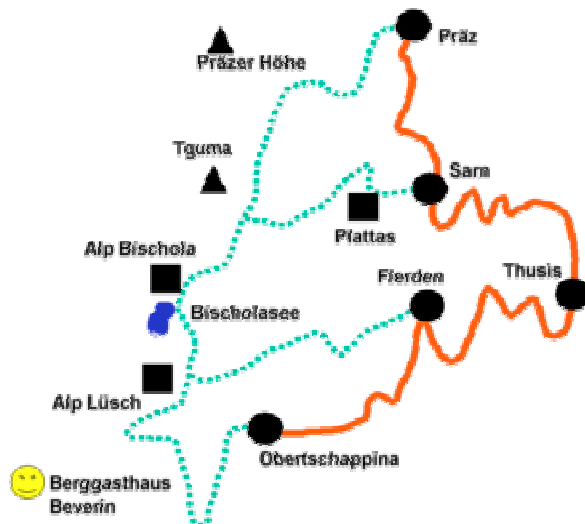 Präz
Präzer Höhe
Tguma
Sarn
Plattas
Alp Bischola
Flerden
Thusis
Bischolasee
Alp Lüsch
Obertschappina
Berggasthaus
Beverin